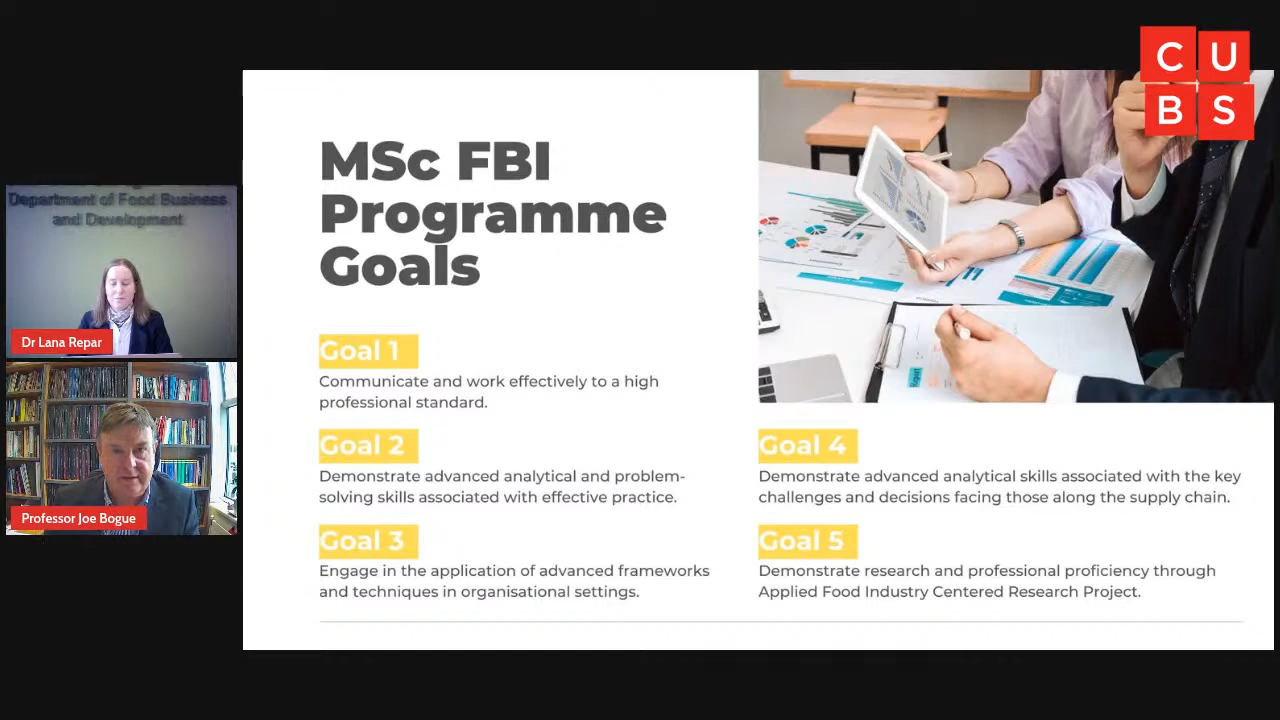 CU
BS
Department of Food Business
and Development
Dr Lana Repar
Professor Joe Bogue
MSc FBI
Programme
Goals
Goal 1
Communicate and work effectively to a high
professional standard.
Goal 2
Demonstrate advanced analytical and problem-
solving skills associated with effective practice.
Goal 3
Engage in the application of advanced frameworks
and techniques in organisational settings.
Goal 4
Demonstrate advanced analytical skills associated with the key
challenges and decisions facing those along the supply chain.
Goal 5
Demonstrate research and professional proficiency through
Applied Food Industry Centered Research Project.